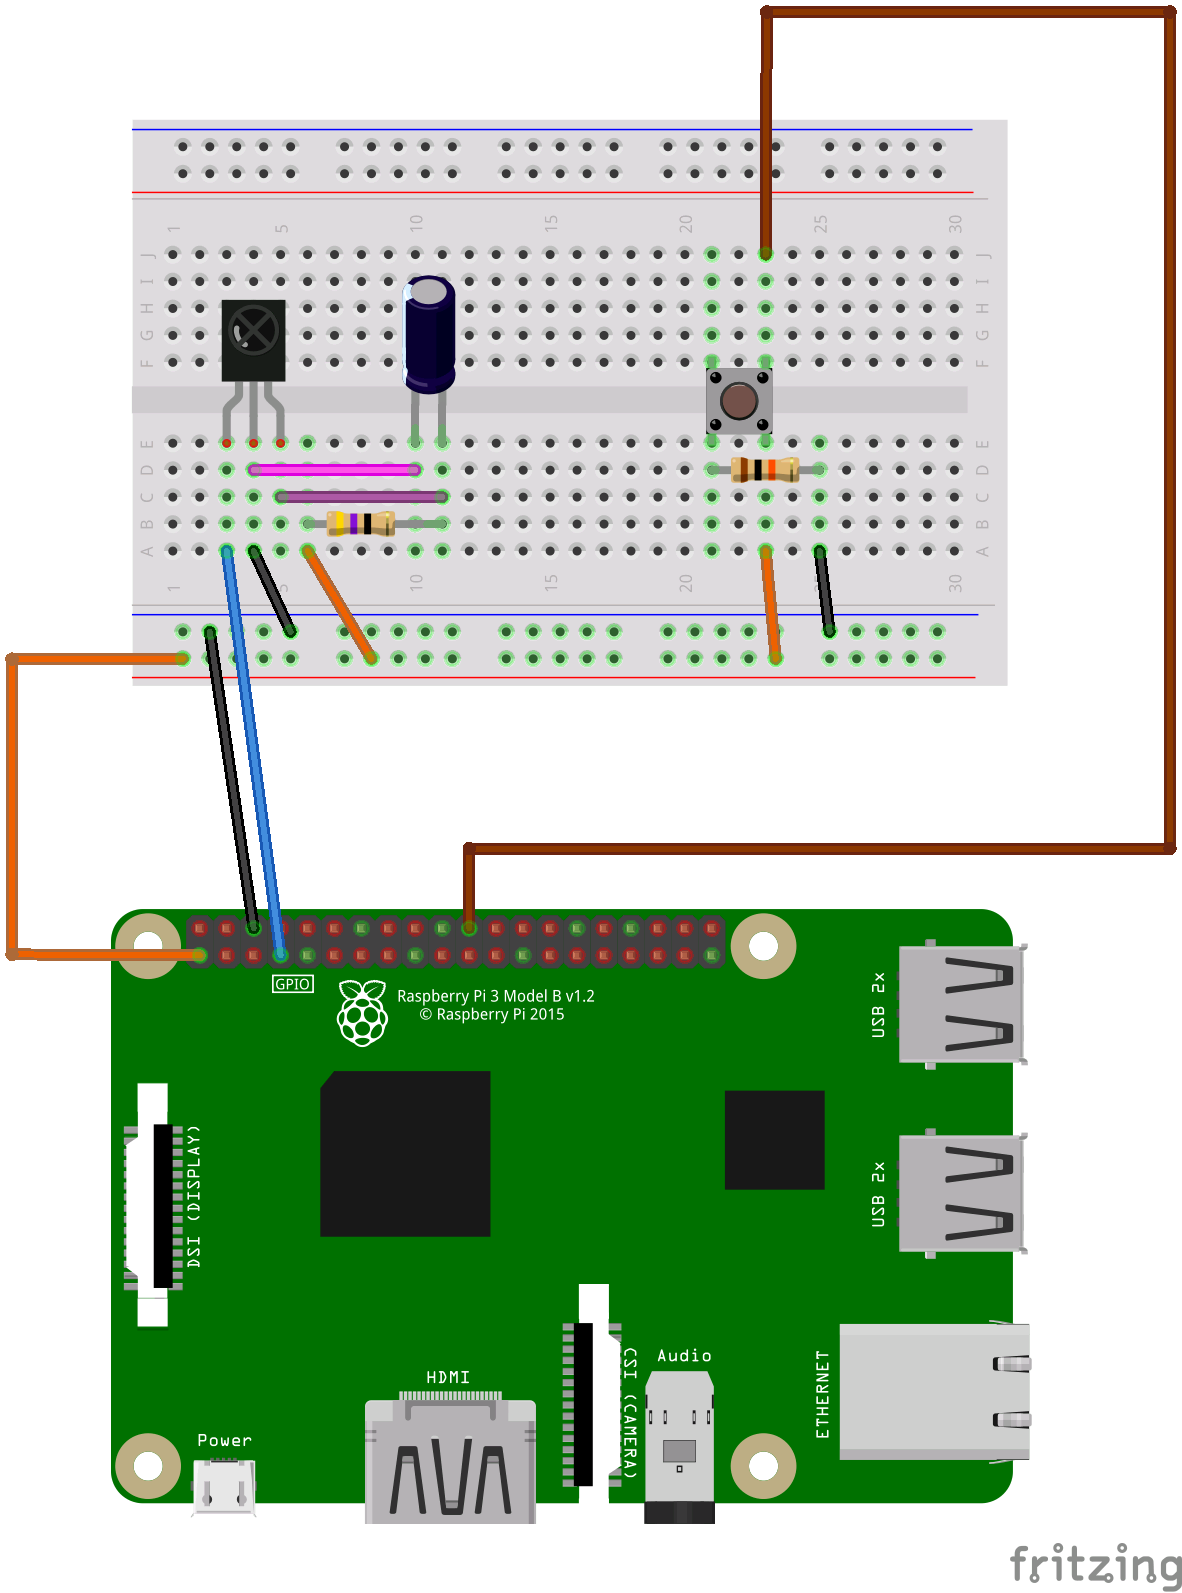 1 5 10 15 20 25 30
J J
I I
H H
G G
F F
E E
D D
C C
B B
A A
1 5 10 15 20 30
GPIO
Raspberry Pi 3 Model B v1.2
© Raspberry Pi 2015
USB 2x
DSI (DISPLAY)
USB 2x
CSI (CAMERA)
Audio
ETHERNET
HDMI
Power
fritzing